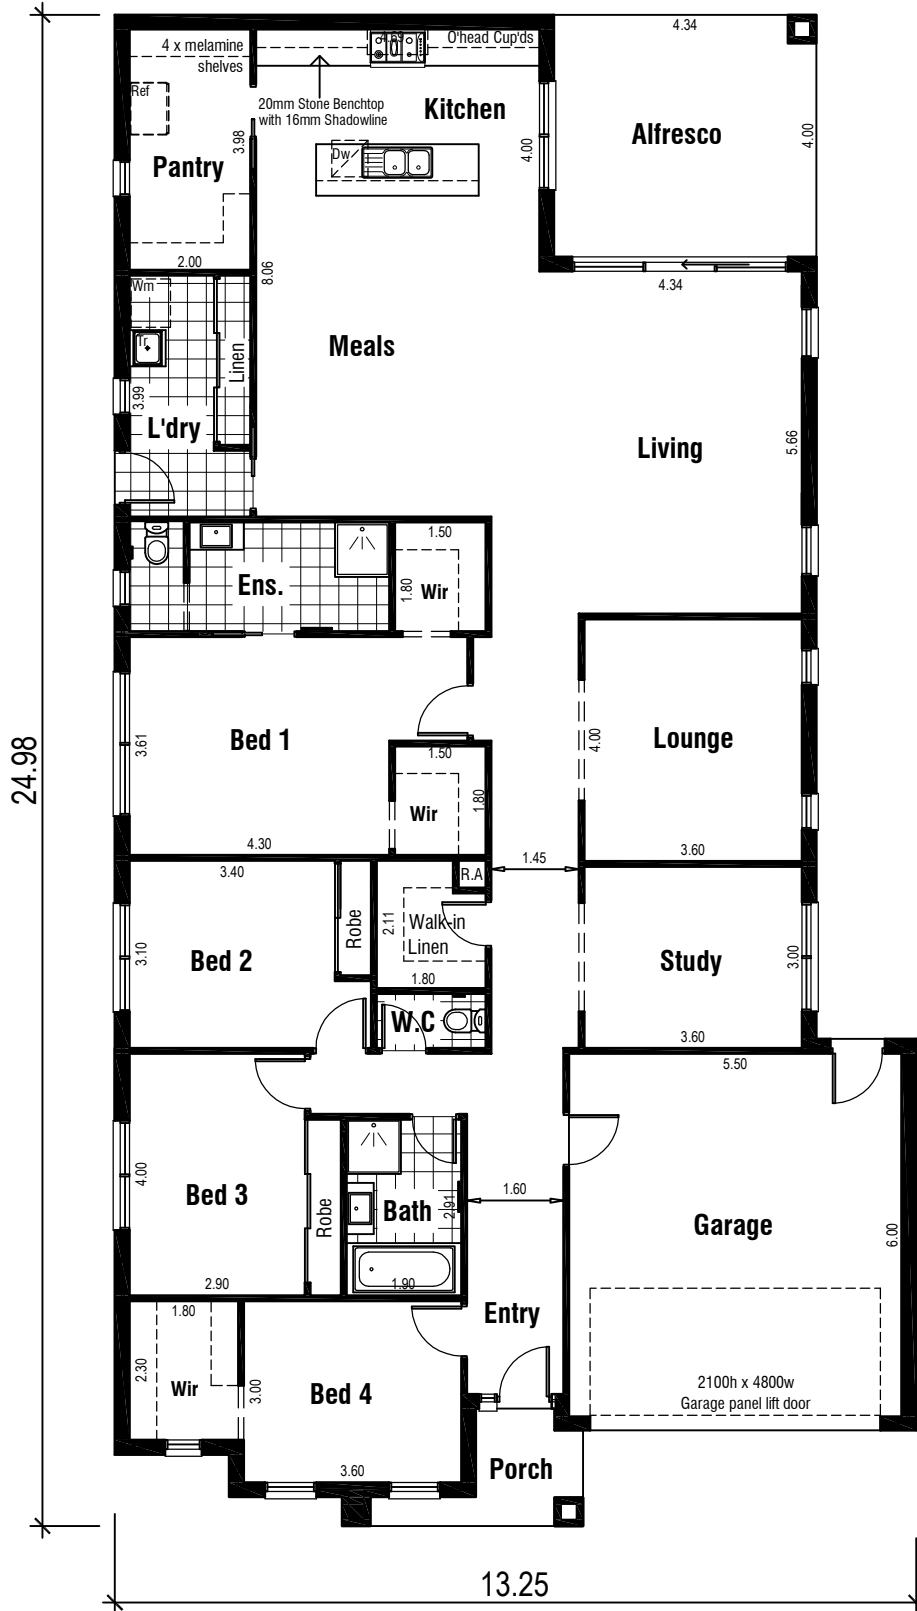 4.34
4 x melamine
shelves
4.69
O'head Cup'ds
Ref
20mm Stone Benchtop
with 16mm Shadowline
Kitchen
Alfresco
4.00
4.00
3.98
Pantry
Dw
2.00
8.06
4.34
Wm
Tr
Linen
Meals
3.99
L'dry
Living
5.66
1.50
Ens.
1.80
Wir
Bed 1
3.61
4.00
Lounge
1.50
1.80
Wir
4.30
3.60
24.98
3.40
1.45
R.A
Robe
2.11
Walk-in
Linen
3.10
Bed 2
Study
3.00
1.80
W.C
3.60
5.50
4.00
Bed 3
Robe
Bath
2.91
1.60
Garage
6.00
2.90
1.90
1.80
Entry
2.30
Wir
3.00
Bed 4
2100h x 4800w
Garage panel lift door
3.60
Porch
13.25